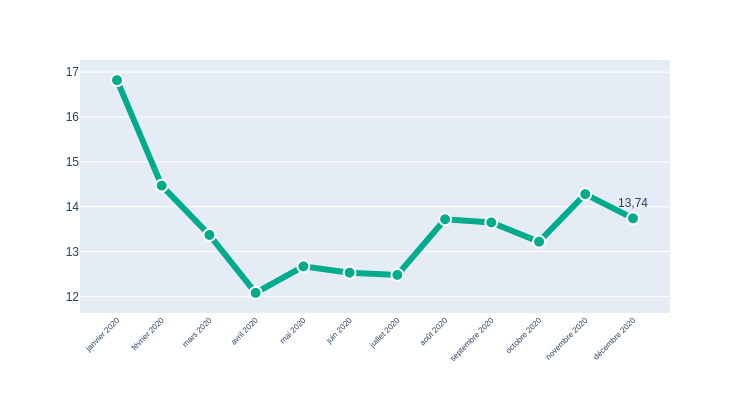 17
16
15
14
13
12
13,74
janvier 2020
février 2020
mars 2020
avril 2020
mai 2020
juin 2020
juillet 2020
août 2020
septembre 2020
octobre 2020
novembre 2020
décembre 2020